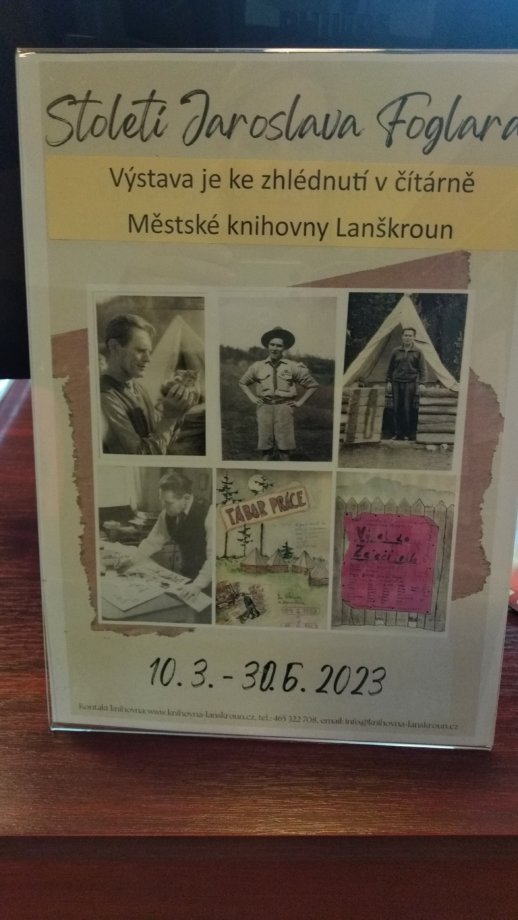 Století Jaroslava Foglara
Výstava je ke zhlédnutí v čítárně
Městské knihovny Lanškroun
TÁBOR PRÁCE
10. 3. - 30. 6. 2023
Kontakt knihovna: www.knihovna-lanskroun.cz, tel.: 465 322 708, email: info@knihovna-lanskroun.cz